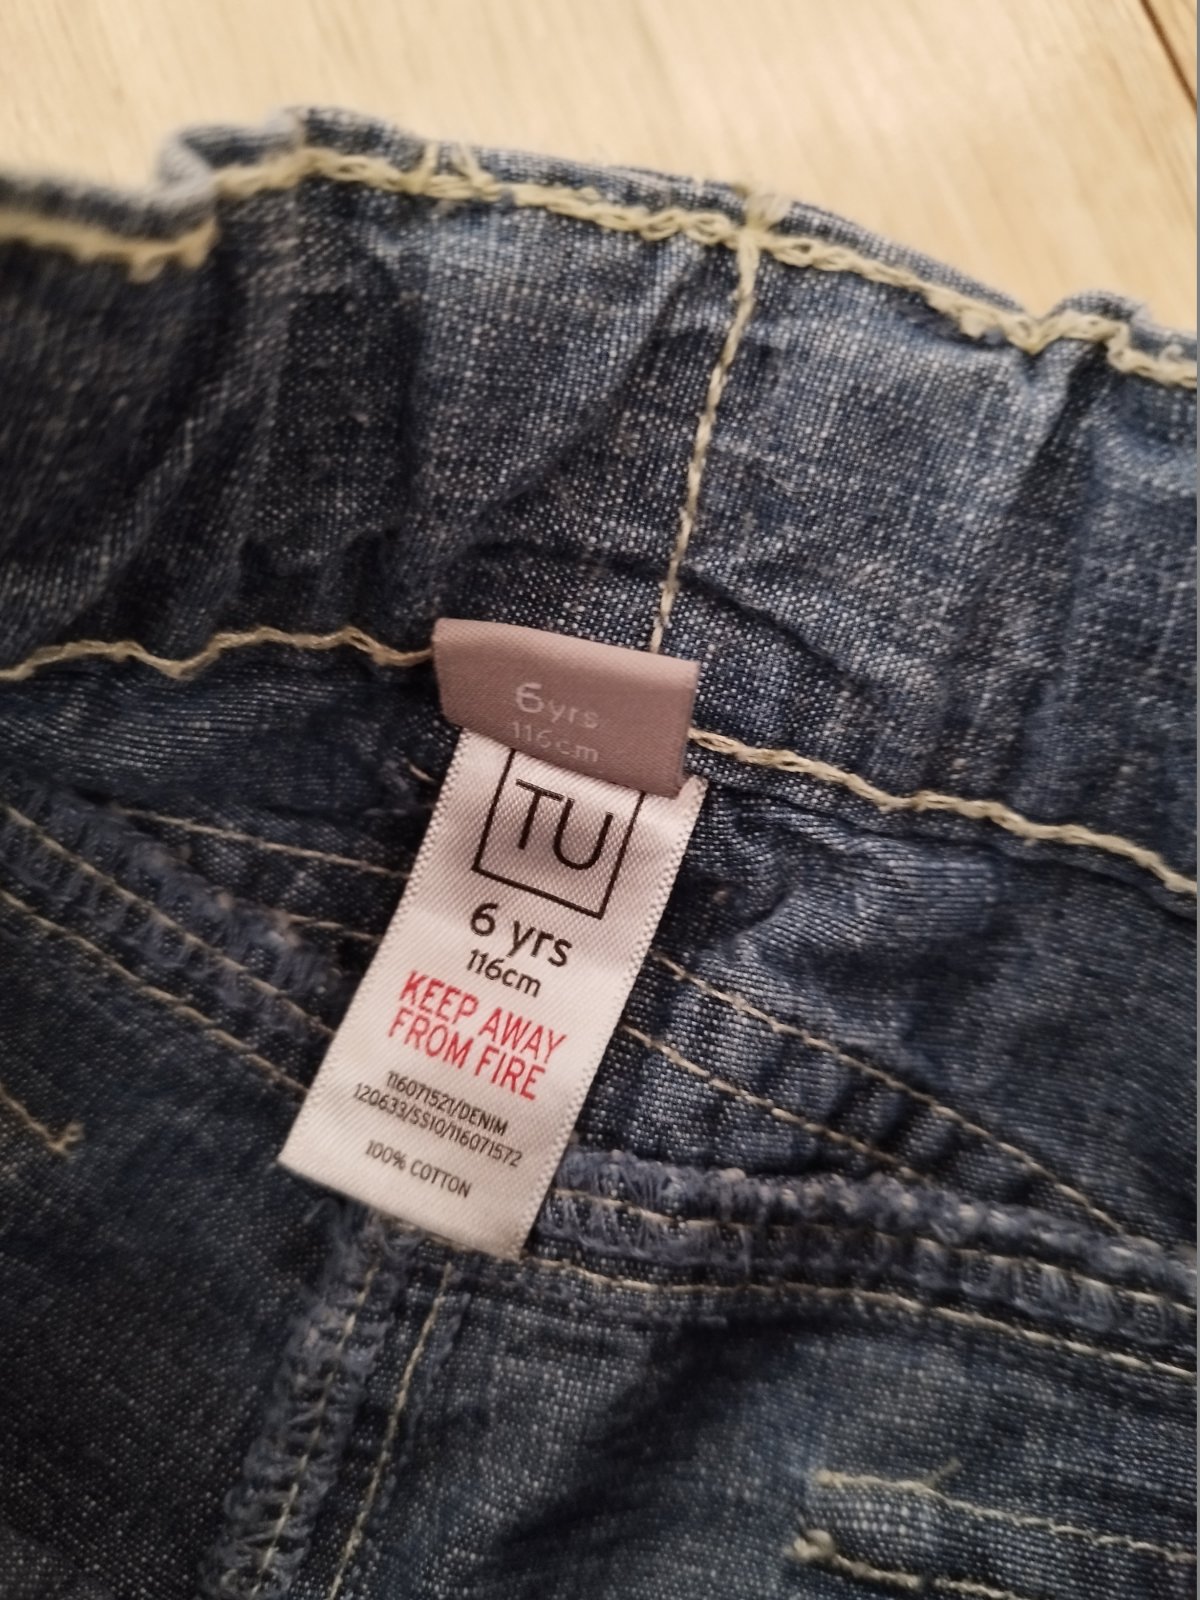 6yrs
116cm
TU
6 yrs
116cm
KEEP AWAY
FROM FIRE
116071521/DENIM
120633/SS10/116071572
100% COTTON